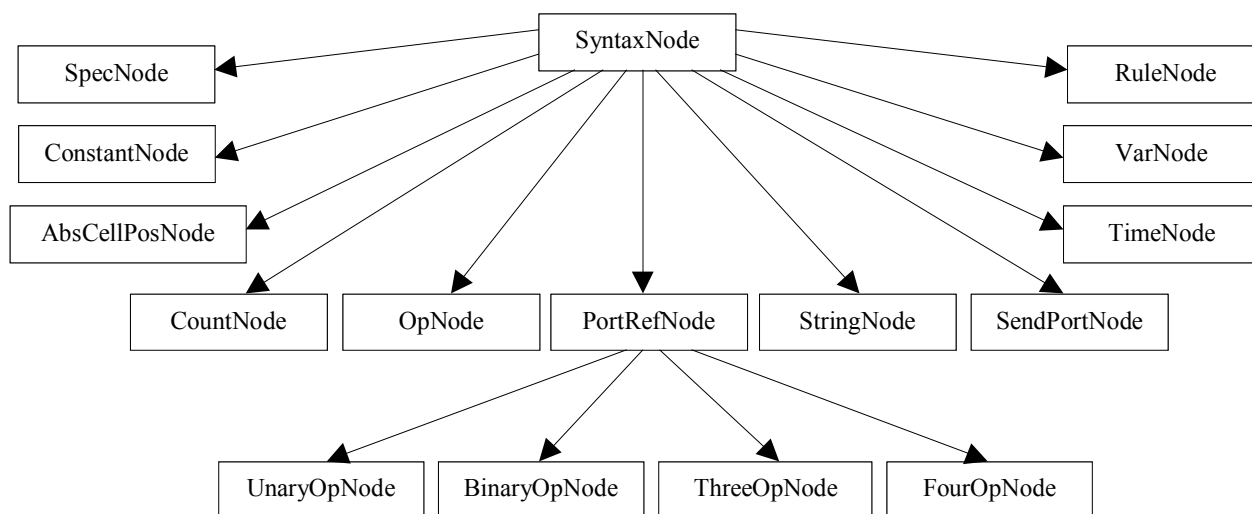 SyntaxNode
SpecNode
RuleNode
ConstantNode
VarNode
AbsCellPosNode
TimeNode
CountNode
OpNode
PortRefNode
StringNode
SendPortNode
UnaryOpNode
BinaryOpNode
ThreeOpNode
FourOpNode